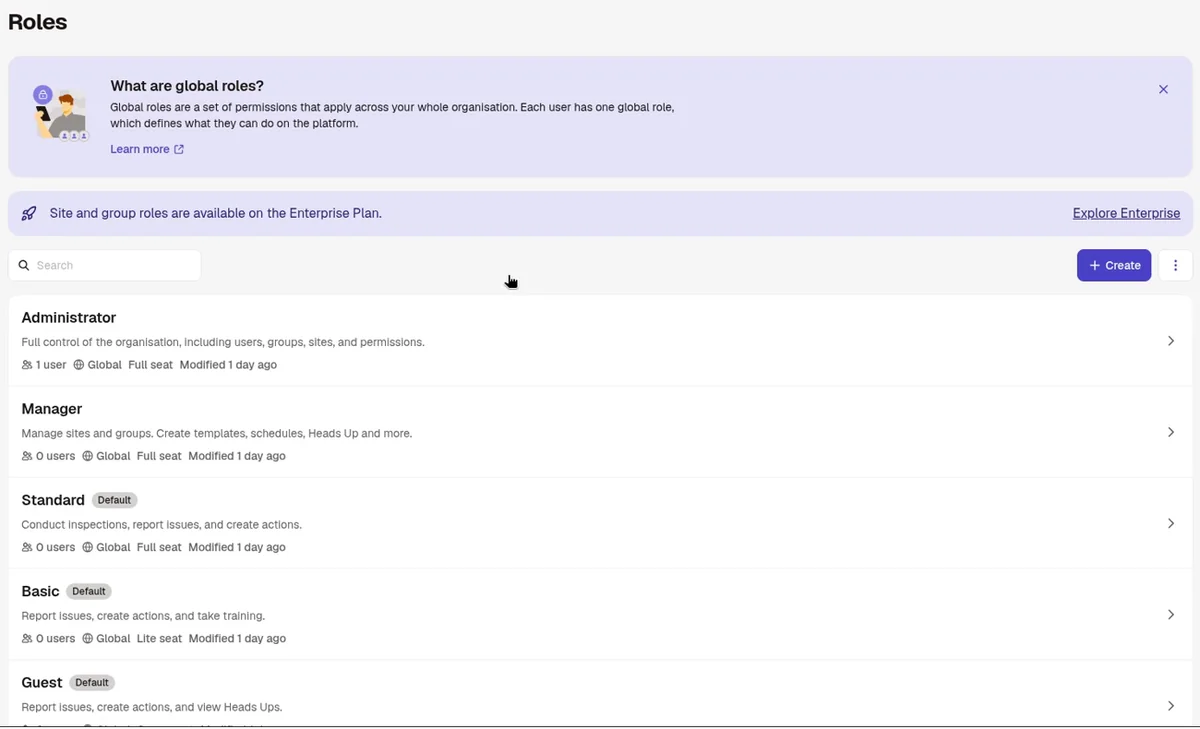 Roles
What are global roles?
Global roles are a set of permissions that apply across your whole organisation. Each user has one global role,
which defines what they can do on the platform.
Learn more
Site and group roles are available on the Enterprise Plan.
Explore Enterprise
Search
Create
Administrator
Full control of the organisation, including users, groups, sites, and permissions.
1 user Global Full seat Modified 1 day ago
Manager
Manage sites and groups. Create templates, schedules, Heads Up and more.
0 users Global Full seat Modified 1 day ago
Standard Default
Conduct inspections, report issues, and create actions.
0 users Global Full seat Modified 1 day ago
Basic Default
Report issues, create actions, and take training.
0 users Global Lite seat Modified 1 day ago
Guest Default
Report issues, create actions, and view Heads Ups.